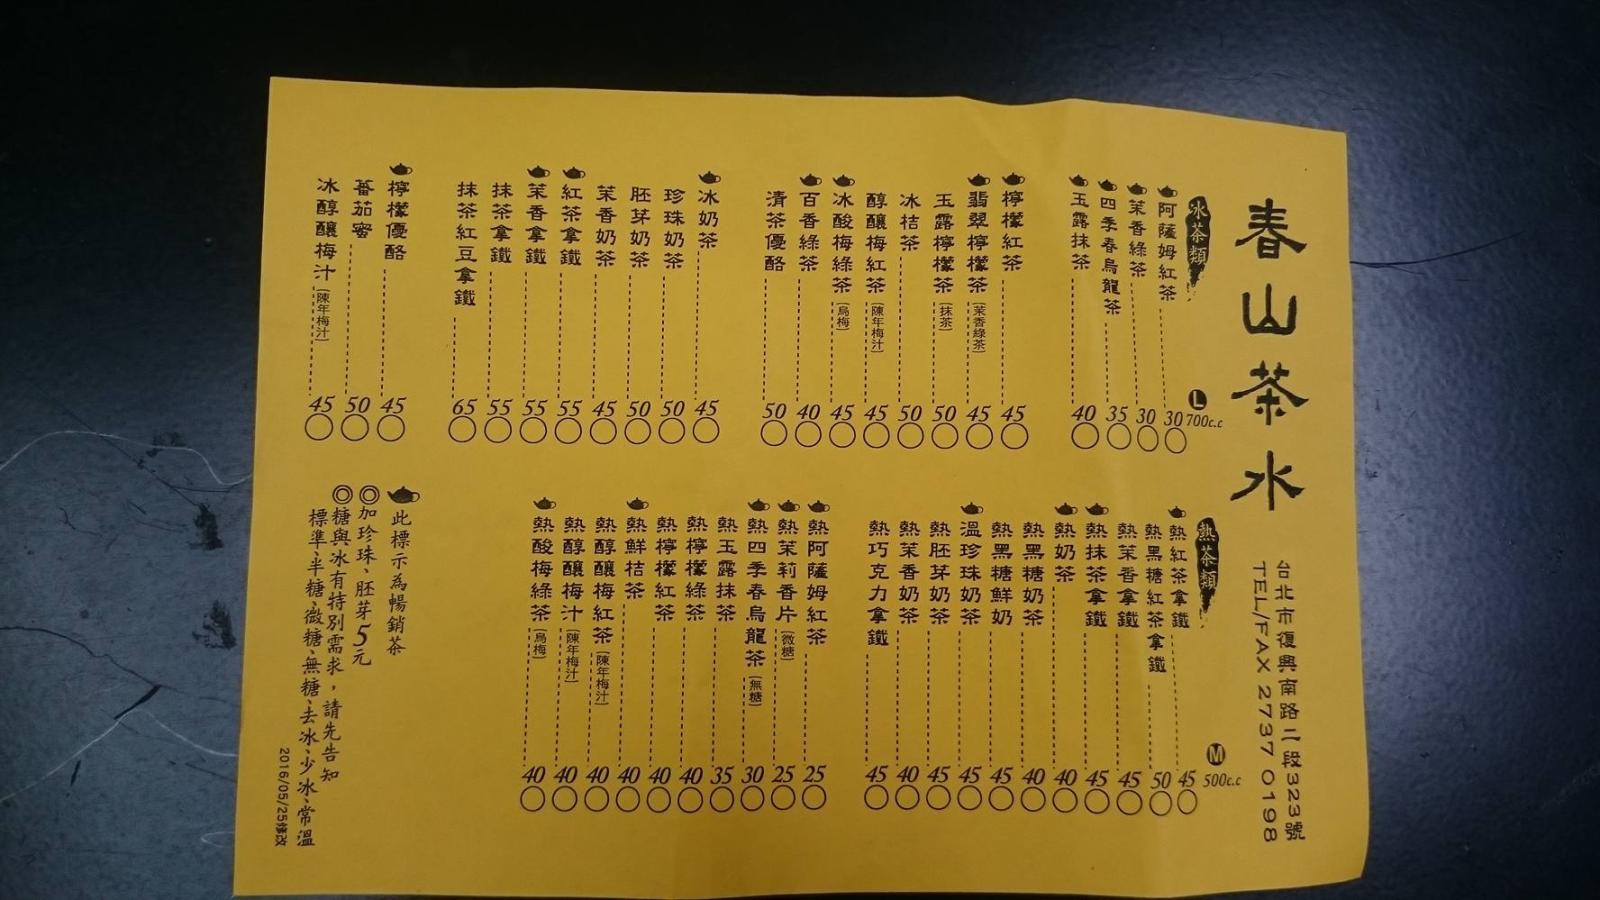 春山茶水
台北市復興南路二段323號
TEL/FAX 2737 0198
冰茶類
L 700c.c
阿薩姆紅茶 30
茉香綠茶 30
四季春烏龍茶 35
玉露抹茶 40
檸檬紅茶 45
翡翠檸檬茶(茉香綠茶) 45
玉露檸檬茶(抹茶) 50
冰桔茶 50
醇釀梅紅茶(陳年梅汁) 45
冰酸梅綠茶(烏梅) 45
百香綠茶 40
清茶優酪 50
冰奶茶 45
珍珠奶茶 50
胚芽奶茶 50
茉香奶茶 45
紅茶拿鐵 55
茉香拿鐵 55
抹茶拿鐵 55
抹茶紅豆拿鐵 65
檸檬優酪 45
蕃茄蜜 50
冰醇釀梅汁(陳年梅汁) 45
熱茶類
M 500c.c
熱紅茶拿鐵 45
熱黑糖紅茶拿鐵 50
熱茉香拿鐵 45
熱抹茶拿鐵 45
熱奶茶 40
熱黑糖奶茶 40
熱黑糖鮮奶 45
溫珍珠奶茶 45
熱胚芽奶茶 45
熱茉香奶茶 40
熱巧克力拿鐵 45
熱阿薩姆紅茶 25
熱茉莉香片(微糖) 25
熱四季春烏龍茶(無糖) 30
熱玉露抹茶 35
熱檸檬綠茶 40
熱檸檬紅茶 40
熱鮮桔茶 40
熱醇釀梅紅茶(陳年梅汁) 40
熱醇釀梅汁(陳年梅汁) 40
熱酸梅綠茶(烏梅) 40
此標示為暢銷茶
◎加珍珠、胚芽5元
◎糖與冰有特別需求,請先告知
標準、半糖、微糖、無糖、去冰、少冰、常溫
2016/05/25修改